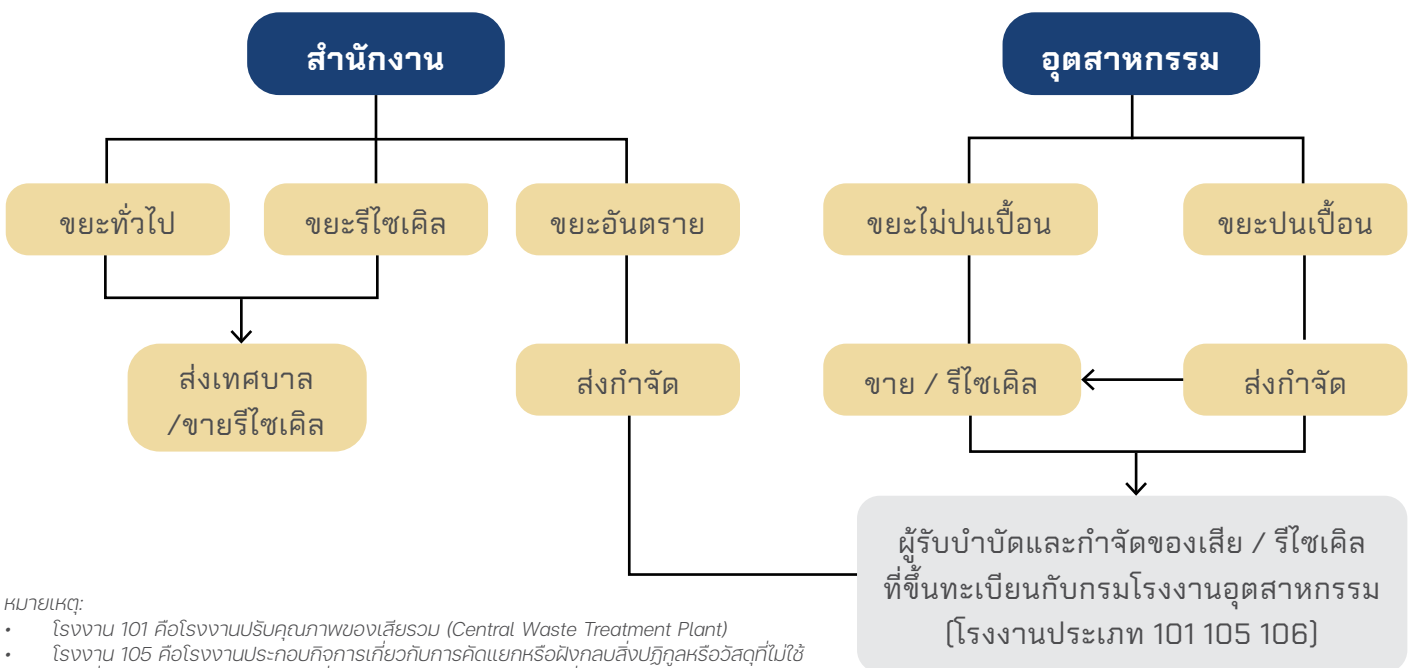 สำนักงาน
อุตสาหกรรม
ขยะทั่วไป
ขยะรีไซเคิล
ขยะอันตราย
ขยะไม่ปนเปื้อน
ขยะปนเปื้อน
ส่งเทศบาล
/ขายรีไซเคิล
ส่งกำจัด
ขาย / รีไซเคิล
ส่งกำจัด
ผู้รับบำบัดและกำจัดของเสีย / รีไซเคิล
ที่ขึ้นทะเบียนกับกรมโรงงานอุตสาหกรรม
(โรงงานประเภท 101 105 106)
หมายเหตุ:
• โรงงาน 101 คือโรงงานปรับคุณภาพของเสียรวม (Central Waste Treatment Plant)
• โรงงาน 105 คือโรงงานประกอบกิจการเกี่ยวกับการคัดแยกหรือฝังกลบสิ่งปฏิกูลหรือวัสดุที่ไม่ใช้